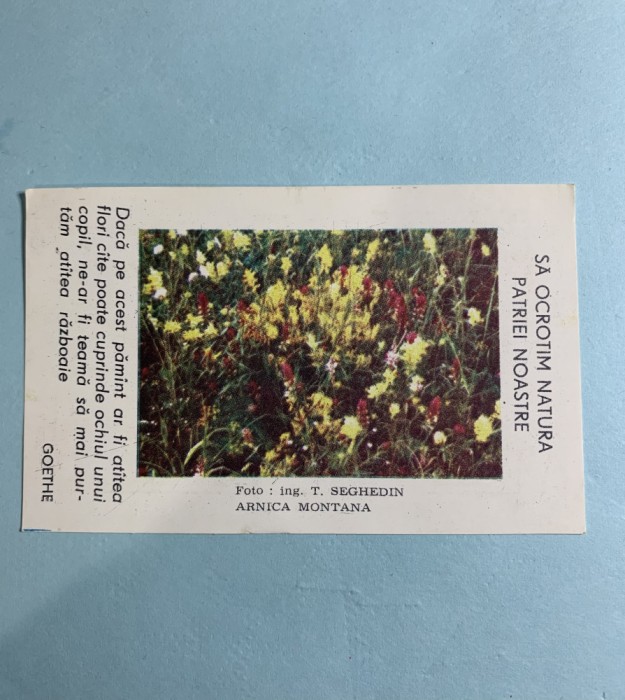 SĂ OCROTIM NATURA
PATRIEI NOASTRE
Foto : ing. T. SEGHEDIN
ARNICA MONTANA
Dacă pe acest pămînt ar fi atîtea
flori cîte poate cuprinde ochiul unui
copil, ne-ar fi teamă să mai pur-
tăm atîtea războaie
GOETHE